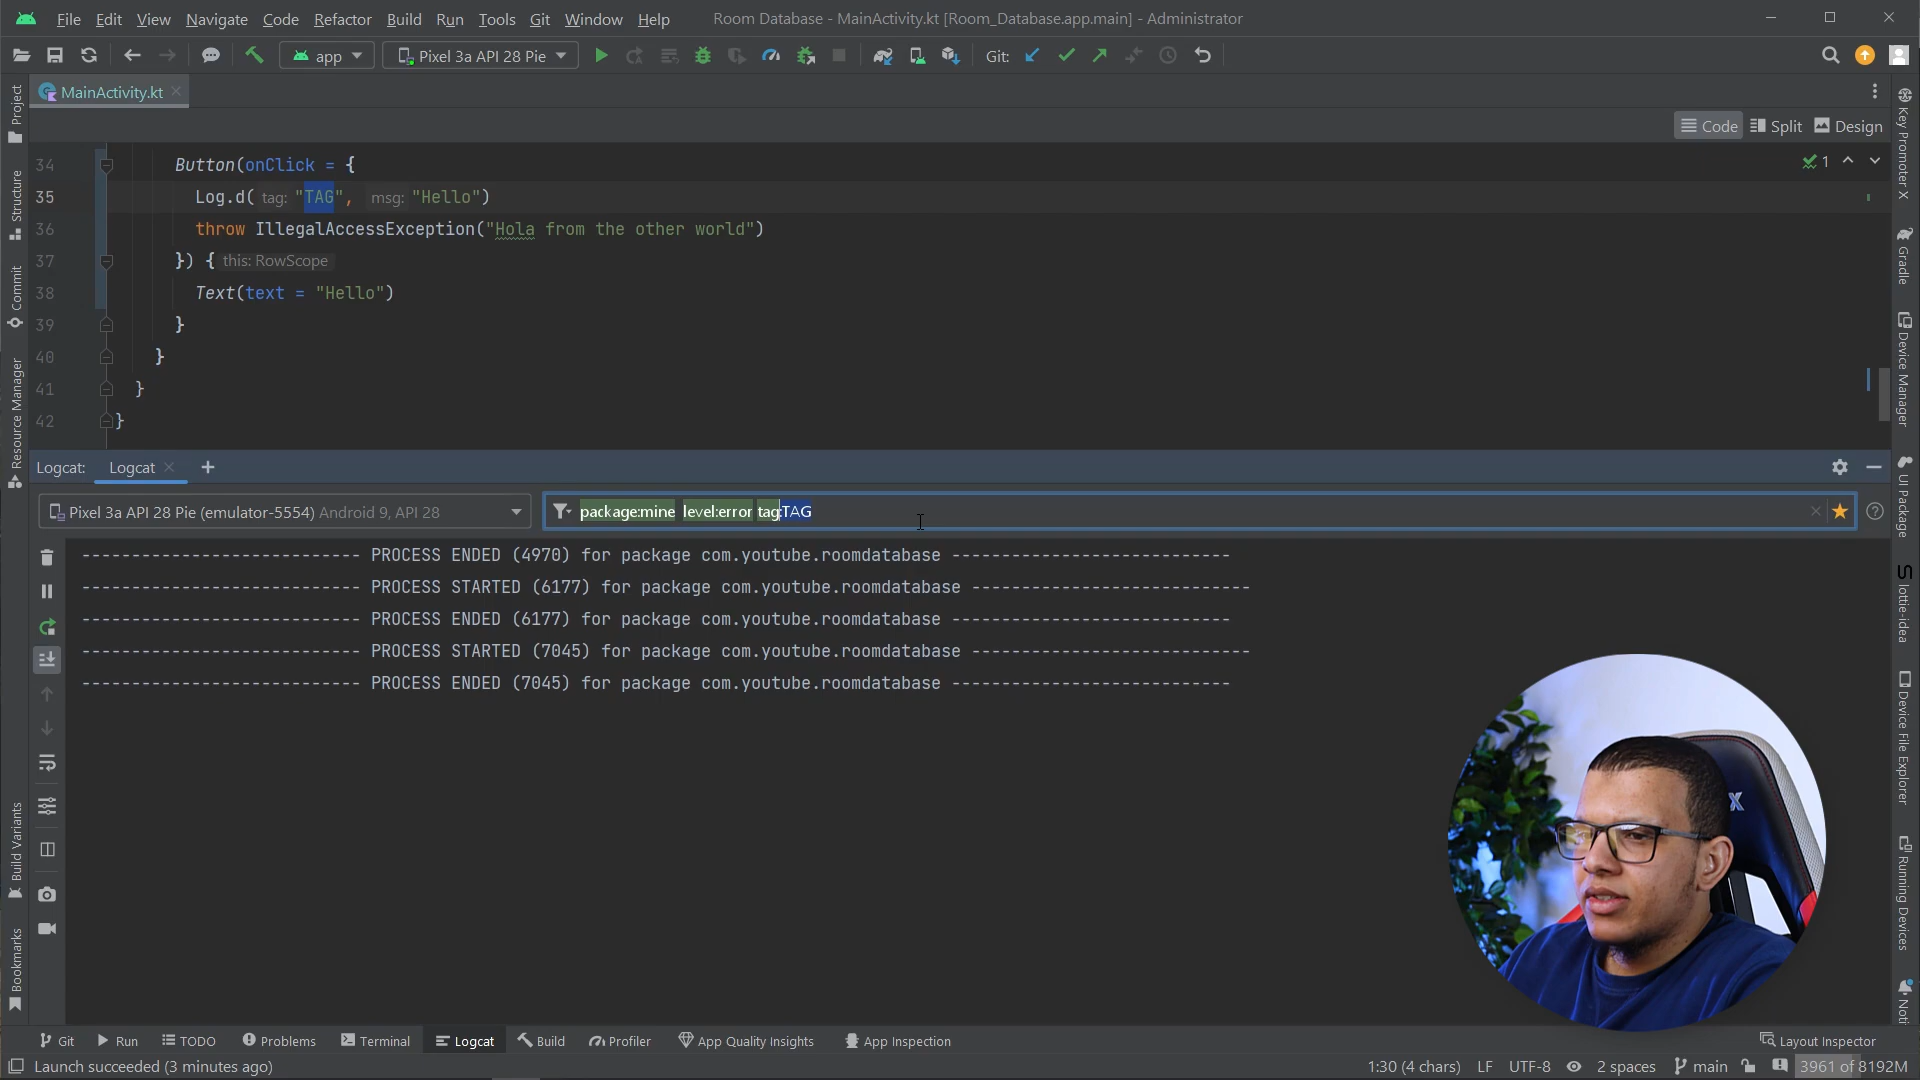 File Edit View Navigate Code Refactor Build Run Tools Git Window Help Room Database - MainActivity.kt [Room_Database.app.main] - Administrator
app Pixel 3a API 28 Pie Git:
MainActivity.kt
Code Split Design
34 Button(onClick = { 1
35 Log.d( tag: "TAG", msg: "Hello")
36 throw IllegalAccessException("Hola from the other world")
37 }) { this: RowScope
38 Text(text = "Hello")
39 }
40 }
41 }
42 }
Logcat: Logcat
Pixel 3a API 28 Pie (emulator-5554) Android 9, API 28 package:mine level:error tag:TAG
---------------------------- PROCESS ENDED (4970) for package com.youtube.roomdatabase ----------------------------
---------------------------- PROCESS STARTED (6177) for package com.youtube.roomdatabase ----------------------------
---------------------------- PROCESS ENDED (6177) for package com.youtube.roomdatabase ----------------------------
---------------------------- PROCESS STARTED (7045) for package com.youtube.roomdatabase ----------------------------
---------------------------- PROCESS ENDED (7045) for package com.youtube.roomdatabase ----------------------------
Project
Structure
Commit
Resource Manager
Build Variants
Bookmarks
Key Promoter X
Gradle
Device Manager
UI Package
lottie-idea
Device File Explorer
Running Devices
Noti
X
Git Run TODO Problems Terminal Logcat Build Profiler App Quality Insights App Inspection Layout Inspector
Launch succeeded (3 minutes ago) 1:30 (4 chars) LF UTF-8 2 spaces main 3961 of 8192M